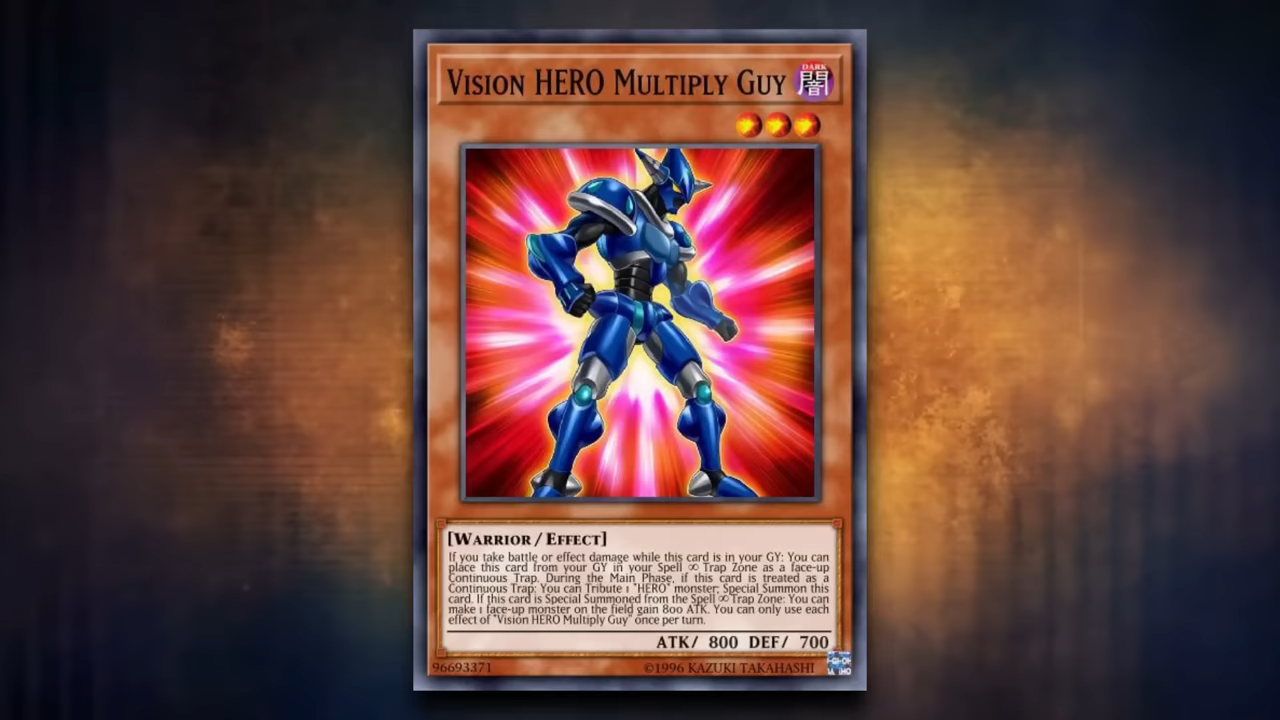 Vision HERO Multiply Guy
DARK
闇
[Warrior / Effect]
If you take battle or effect damage while this card is in your GY: You can
place this card from your GY in your Spell ∞ Trap Zone as a face-up
Continuous Trap. During the Main Phase, if this card is treated as a
Continuous Trap: You can Tribute 1 "HERO" monster; Special Summon this
card. If this card is Special Summoned from the Spell ∞ Trap Zone: You can
make 1 face-up monster on the field gain 800 ATK. You can only use each
effect of "Vision HERO Multiply Guy" once per turn.
ATK/ 800 DEF/ 700
96693371
©1996 KAZUKI TAKAHASHI